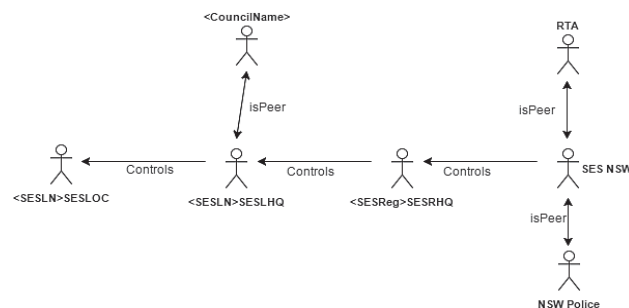 <CouncilName>
RTA
isPeer
isPeer
Controls
Controls
Controls
SES NSW
<SESLN>SESLOC
<SESLN>SESLHQ
<SESReg>SESRHQ
isPeer
NSW Police